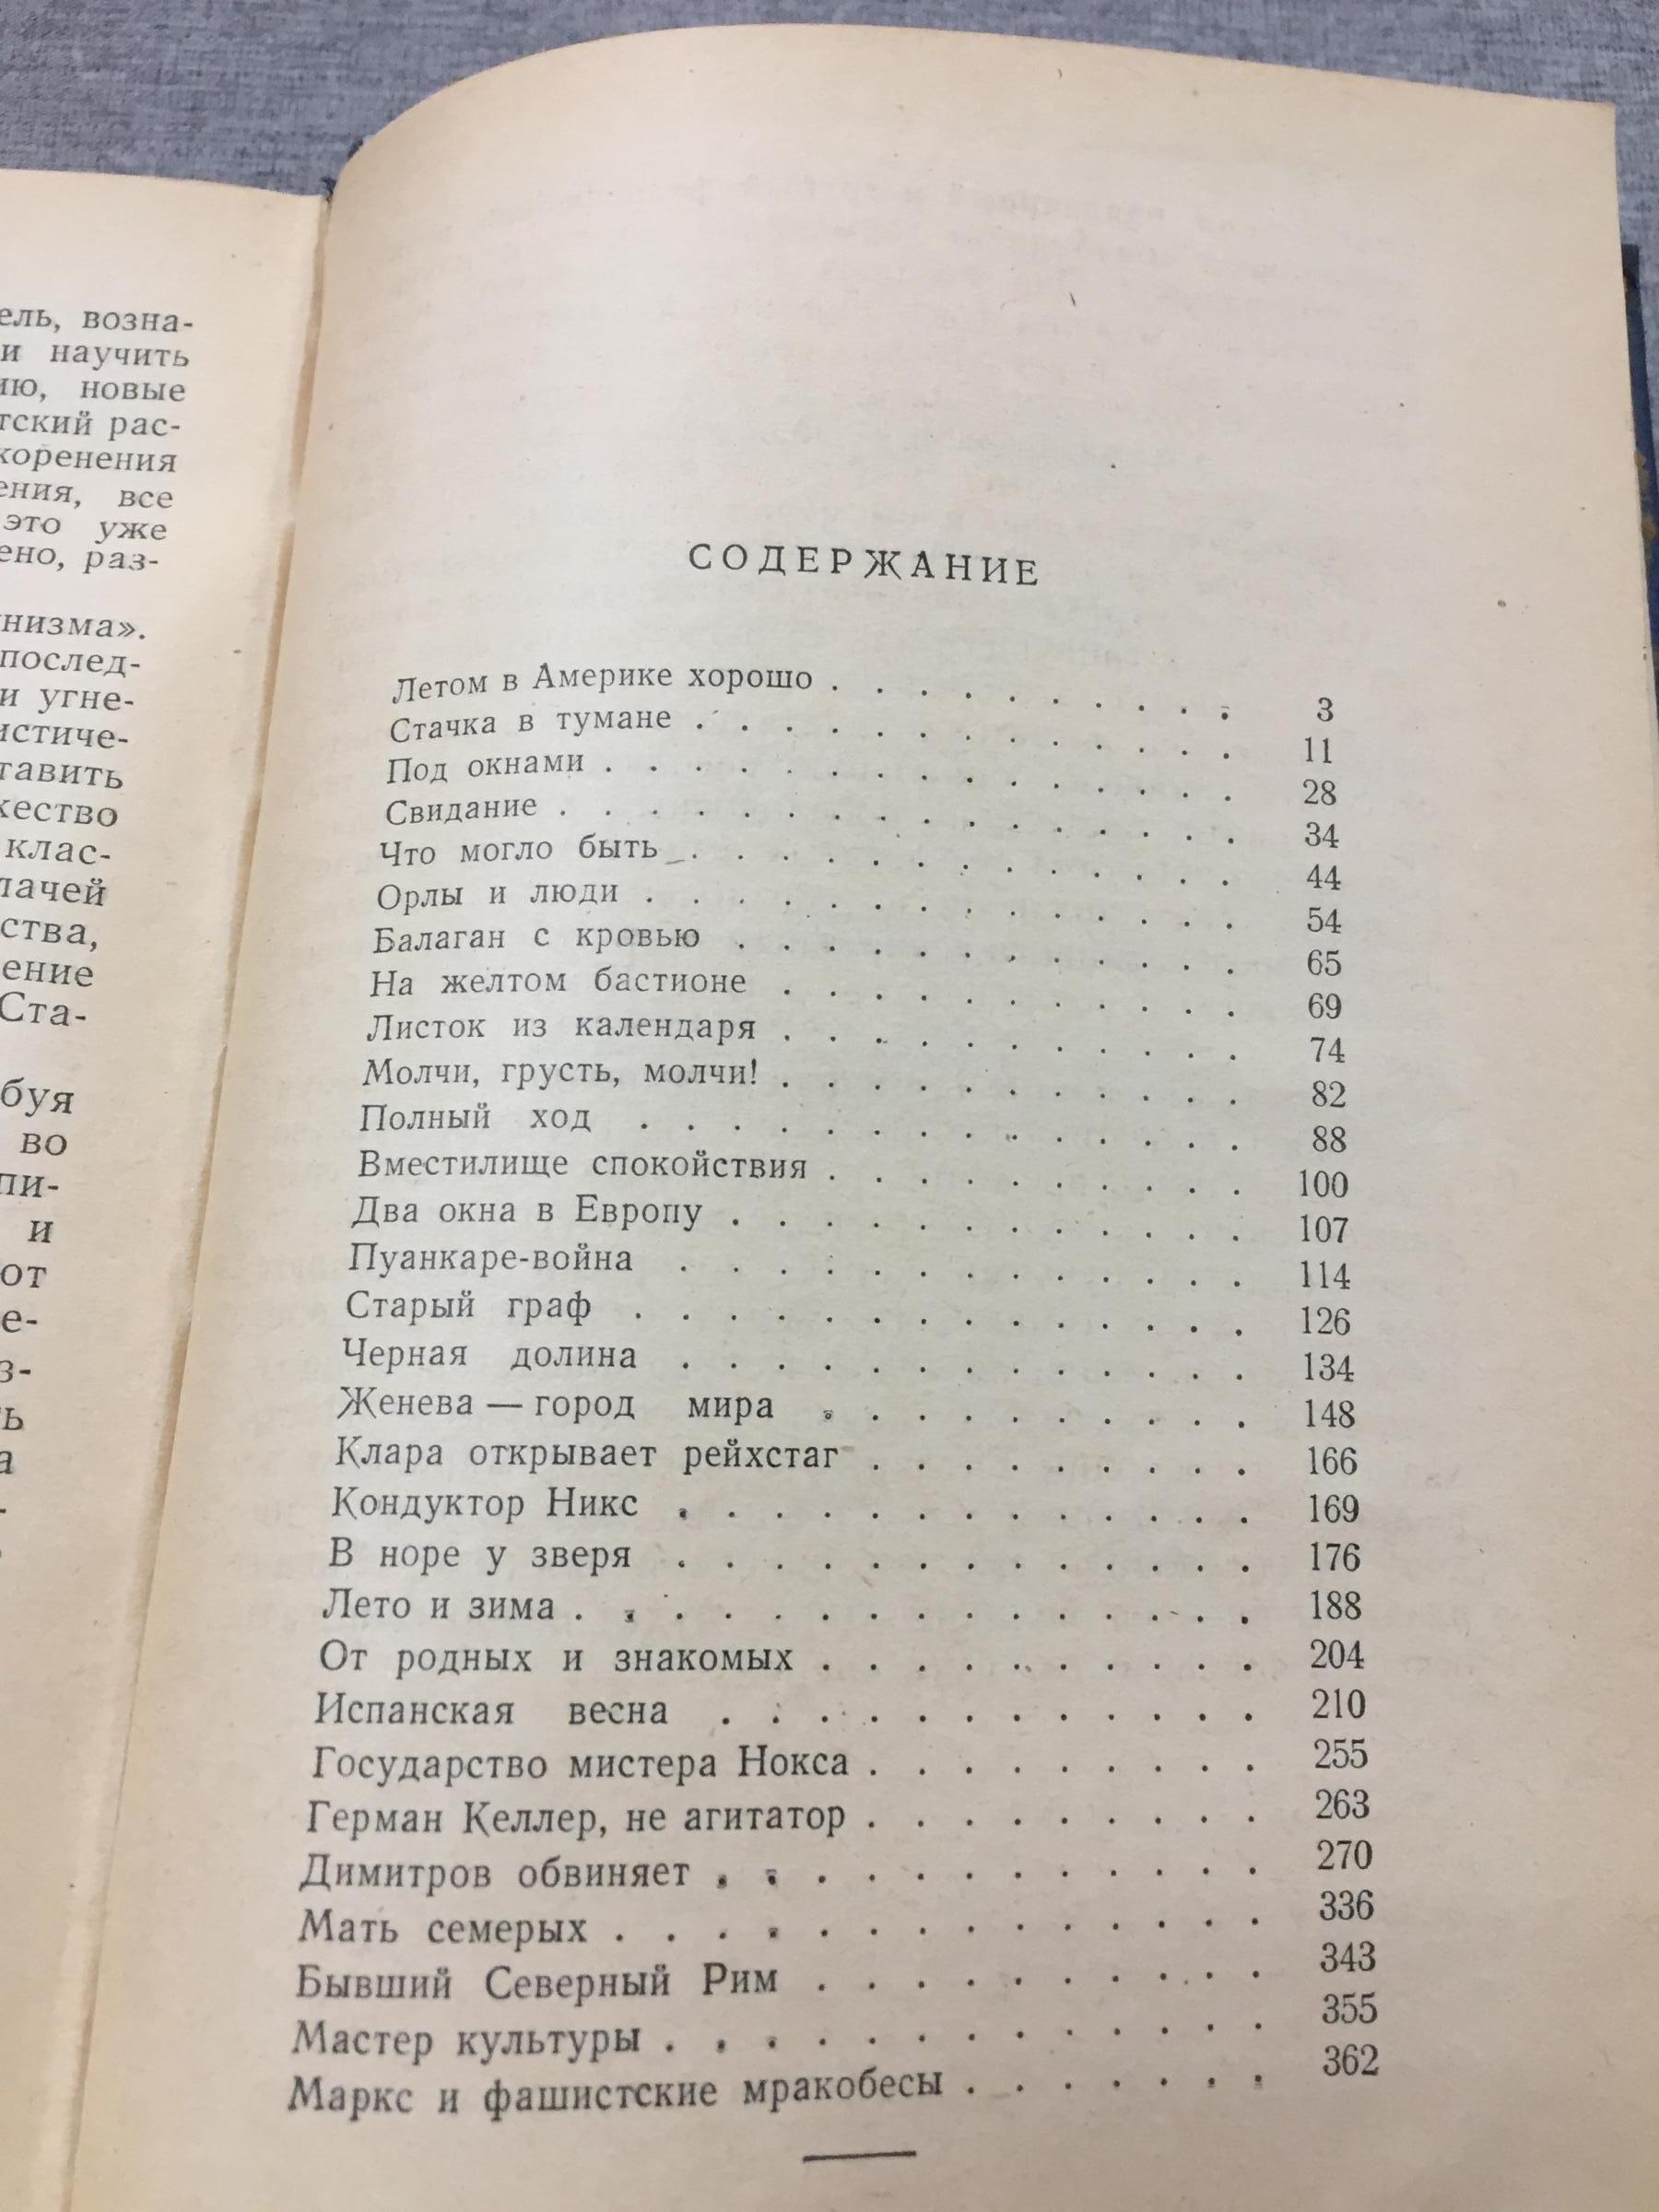 ель, возна-
и научить
ию, новые
тский рас-
коренения
ения, все
это уже
ено, раз-
низма».
послед-
и угне-
истиче-
тавить
жество
клас-
лачей
ства,
ение
Ста-
буя
во
пи-
и
от
е-
з-
ь
а
СОДЕРЖАНИЕ
Летом в Америке хорошо . . . . . . . . . 3
Стачка в тумане . . . . . . . . . . . . 11
Под окнами . . . . . . . . . . . . . . 28
Свидание . . . . . . . . . . . . . . . 34
Что могло быть . . . . . . . . . . . . 44
Орлы и люди . . . . . . . . . . . . . 54
Балаган с кровью . . . . . . . . . . . 65
На желтом бастионе . . . . . . . . . . 69
Листок из календаря . . . . . . . . . . 74
Молчи, грусть, молчи! . . . . . . . . . . 82
Полный ход . . . . . . . . . . . . . 88
Вместилище спокойствия . . . . . . . . . 100
Два окна в Европу . . . . . . . . . . . 107
Пуанкаре-война . . . . . . . . . . . . 114
Старый граф . . . . . . . . . . . . . 126
Черная долина . . . . . . . . . . . . 134
Женева — город мира . . . . . . . . . 148
Клара открывает рейхстаг . . . . . . . . 166
Кондуктор Никс . . . . . . . . . . . . 169
В норе у зверя . . . . . . . . . . . . 176
Лето и зима . . . . . . . . . . . . . . 188
От родных и знакомых . . . . . . . . . 204
Испанская весна . . . . . . . . . . . . 210
Государство мистера Нокса . . . . . . . . 255
Герман Келлер, не агитатор . . . . . . . . 263
Димитров обвиняет . . . . . . . . . . . 270
Мать семерых . . . . . . . . . . . . . 336
Бывший Северный Рим . . . . . . . . . 343
Мастер культуры . . . . . . . . . . . . 355
Маркс и фашистские мракобесы . . . . . . . 362